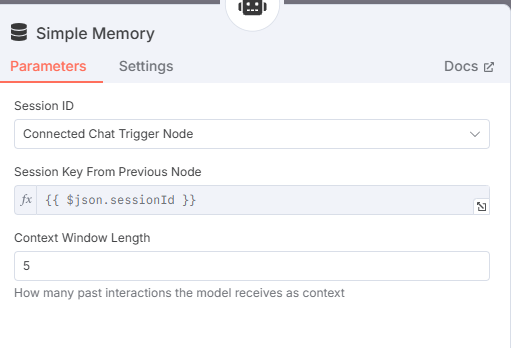 Simple Memory
Parameters Settings Docs
Session ID
Connected Chat Trigger Node
Session Key From Previous Node
fx {{ $json.sessionId }}
Context Window Length
5
How many past interactions the model receives as context